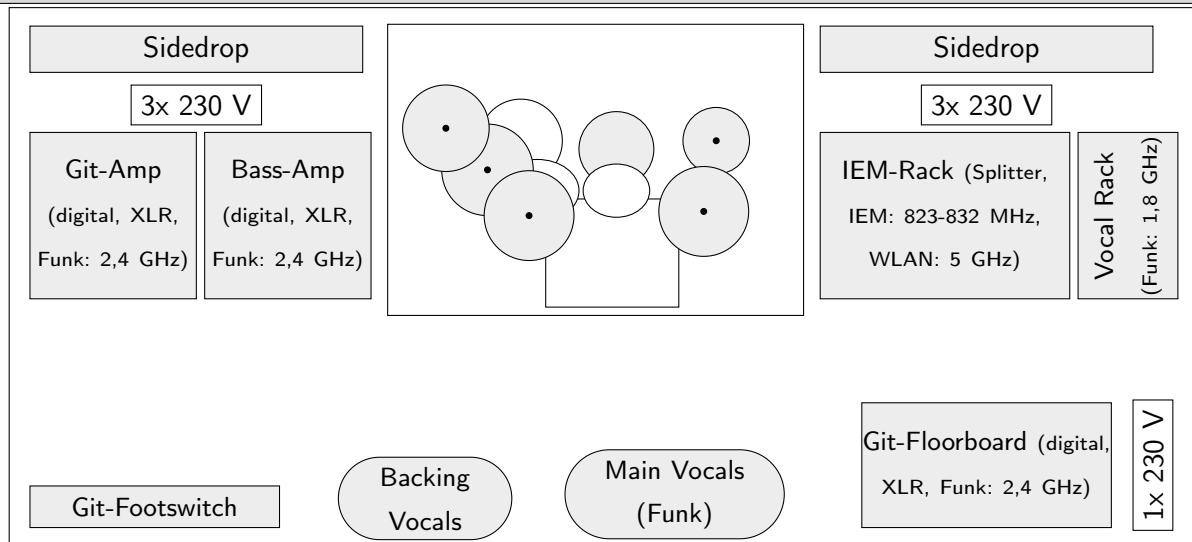 Sidedrop
Sidedrop
3x 230 V
3x 230 V
Git-Amp
(digital, XLR,
Funk: 2,4 GHz)
Bass-Amp
(digital, XLR,
Funk: 2,4 GHz)
IEM-Rack (Splitter,
IEM: 823-832 MHz,
WLAN: 5 GHz)
Vocal Rack
(Funk: 1,8 GHz)
Git-Floorboard (digital,
XLR, Funk: 2,4 GHz)
1x 230 V
Git-Footswitch
Backing
Vocals
Main Vocals
(Funk)